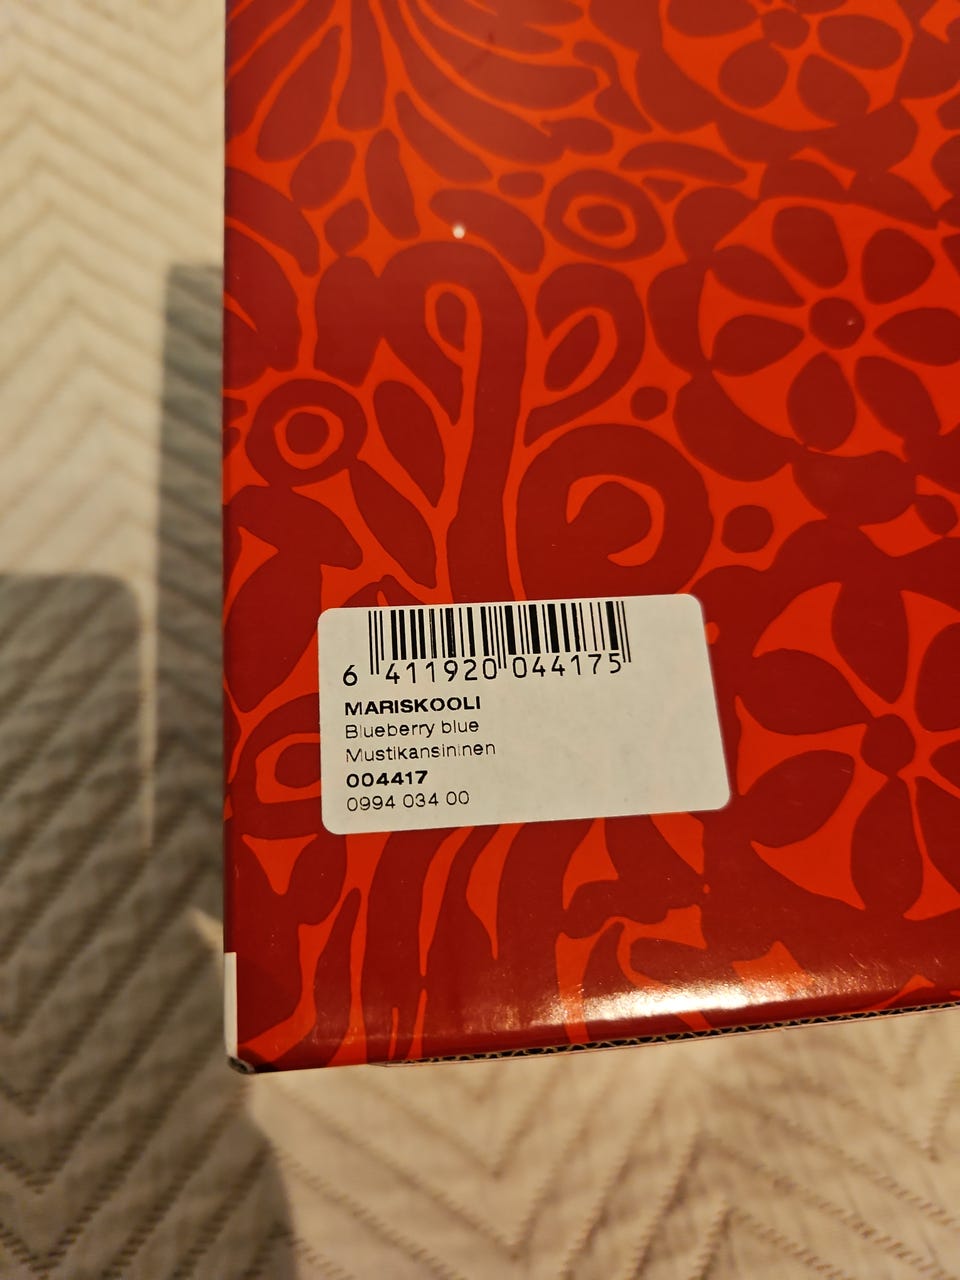 6 411920 044175
MARISKOOLI
Blueberry blue
Mustikansininen
004417
0994 034 00